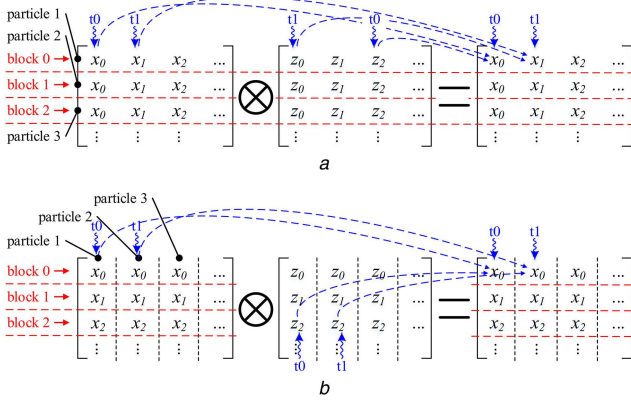 particle 1 t0 t1 t1 t0 t0 t1
particle 2
block 0 x0 x1 x2 ... z0 z1 z2 ... x0 x1 x2 ...
block 1 x0 x1 x2 ... z0 z1 z2 ... x0 x1 x2 ...
block 2 x0 x1 x2 ... z0 z1 z2 ... x0 x1 x2 ...
particle 3 ⋮ ⋮ ⋮ ⋮ ⋮ ⋮ ⋮ ⋮ ⋮
a
particle 3
particle 2 t0 t1 t0 t1
particle 1
block 0 x0 x0 x0 ... z0 z0 z0 ... x0 x0 x0 ...
block 1 x1 x1 x1 ... z1 z1 z1 ... x1 x1 x1 ...
block 2 x2 x2 x2 ... z2 z2 z2 ... x2 x2 x2 ...
⋮ ⋮ ⋮ ⋮ ⋮ ⋮ ⋮ ⋮ ⋮
t0 t1
b